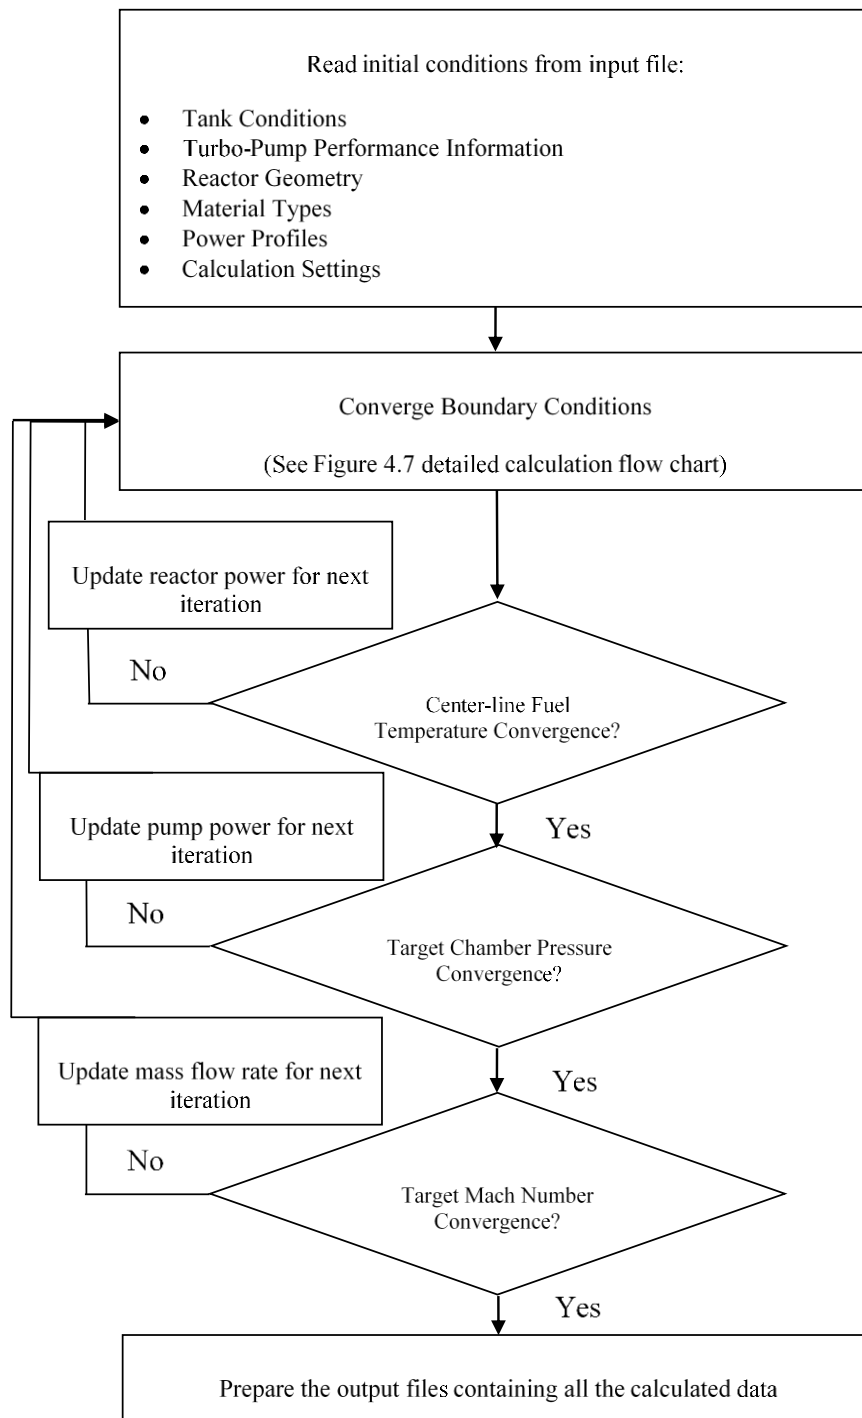 Read initial conditions from input file:
• Tank Conditions
• Turbo-Pump Performance Information
• Reactor Geometry
• Material Types
• Power Profiles
• Calculation Settings
Converge Boundary Conditions
(See Figure 4.7 detailed calculation flow chart)
Update reactor power for next
iteration
No
Center-line Fuel
Temperature Convergence?
Yes
Update pump power for next
iteration
No
Target Chamber Pressure
Convergence?
Yes
Update mass flow rate for next
iteration
No
Target Mach Number
Convergence?
Yes
Prepare the output files containing all the calculated data